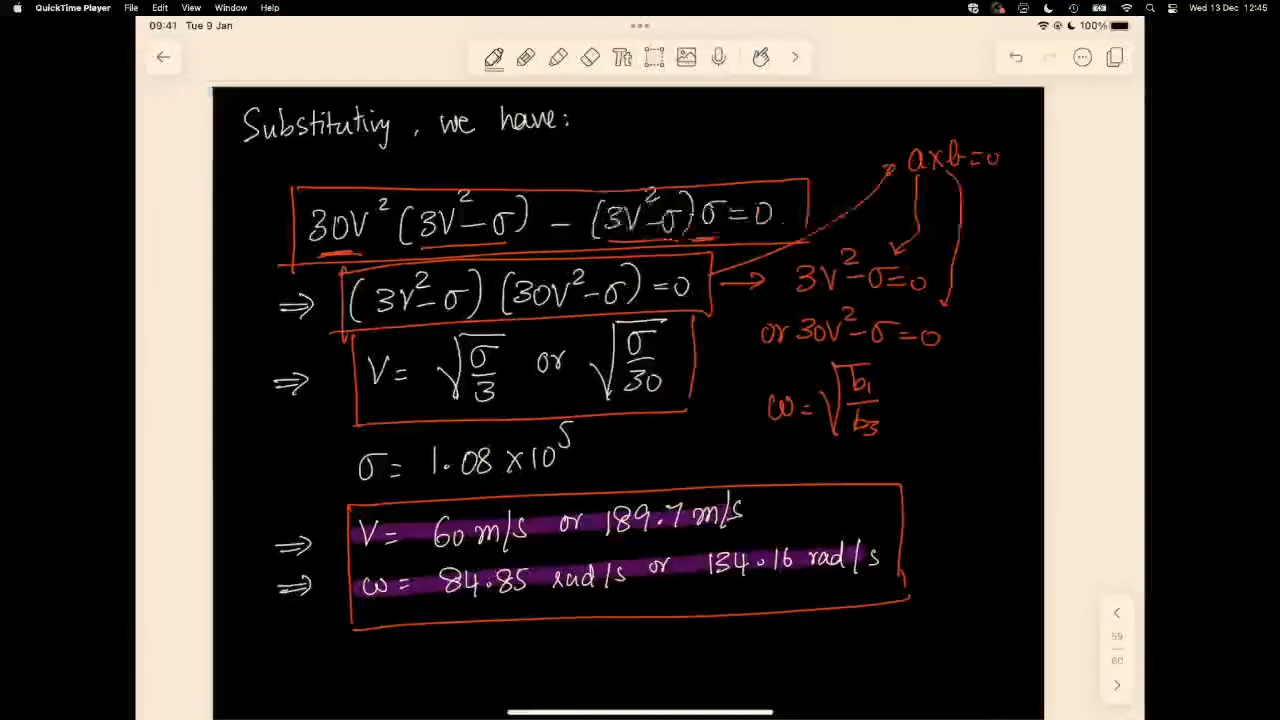 QuickTime Player File Edit View Window Help Wed 13 Dec 12:45
09:41 Tue 9 Jan 100%
Tt
Substituting, we have:
a×b=0
30V²(3V²-σ) - (3V²-σ)σ=0.
⇒ (3V²-σ)(30V²-σ)=0 → 3V²-σ=0
or 30V²-σ=0
⇒ V= √(σ/3) or √(σ/30)
ω= √(b₁/b₃)
σ= 1.08×10⁵
⇒ V= 60 m/s or 189.7 m/s
⇒ ω= 84.85 rad/s or 134.16 rad/s
59
60